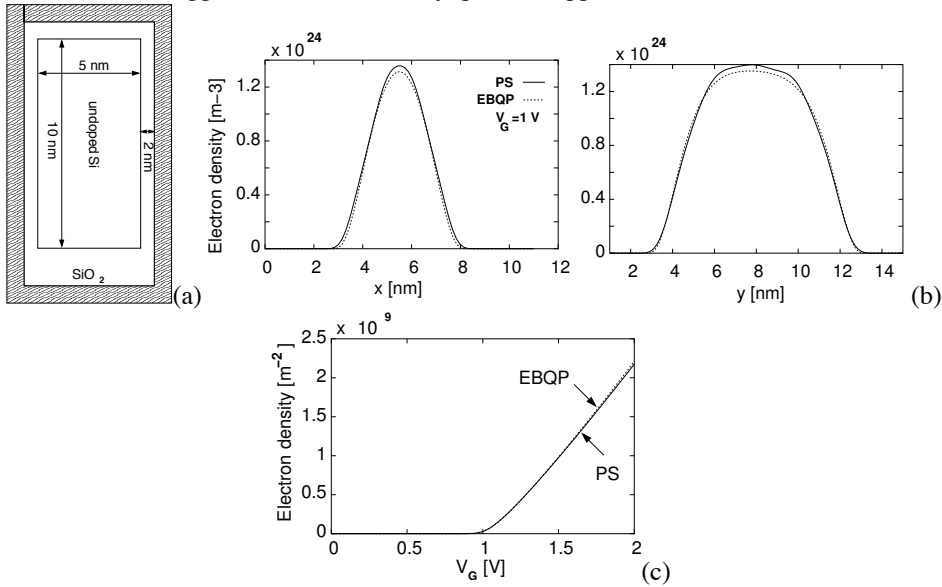 5 nm
10 nm
undoped Si
2 nm
SiO 2
(a)
x 10 24
Electron density [m-3]
1.2
0.8
0.4
0
0 2 4 6 8 10 12
x [nm]
PS
EBQP
V G =1 V
x 10 24
1.2
0.8
0.4
0
2 4 6 8 10 12 14
y [nm]
(b)
x 10 9
Electron density [m−2]
2.5
2
1.5
1
0.5
0
0 0.5 1 1.5 2
V G [V]
EBQP
PS
(c)